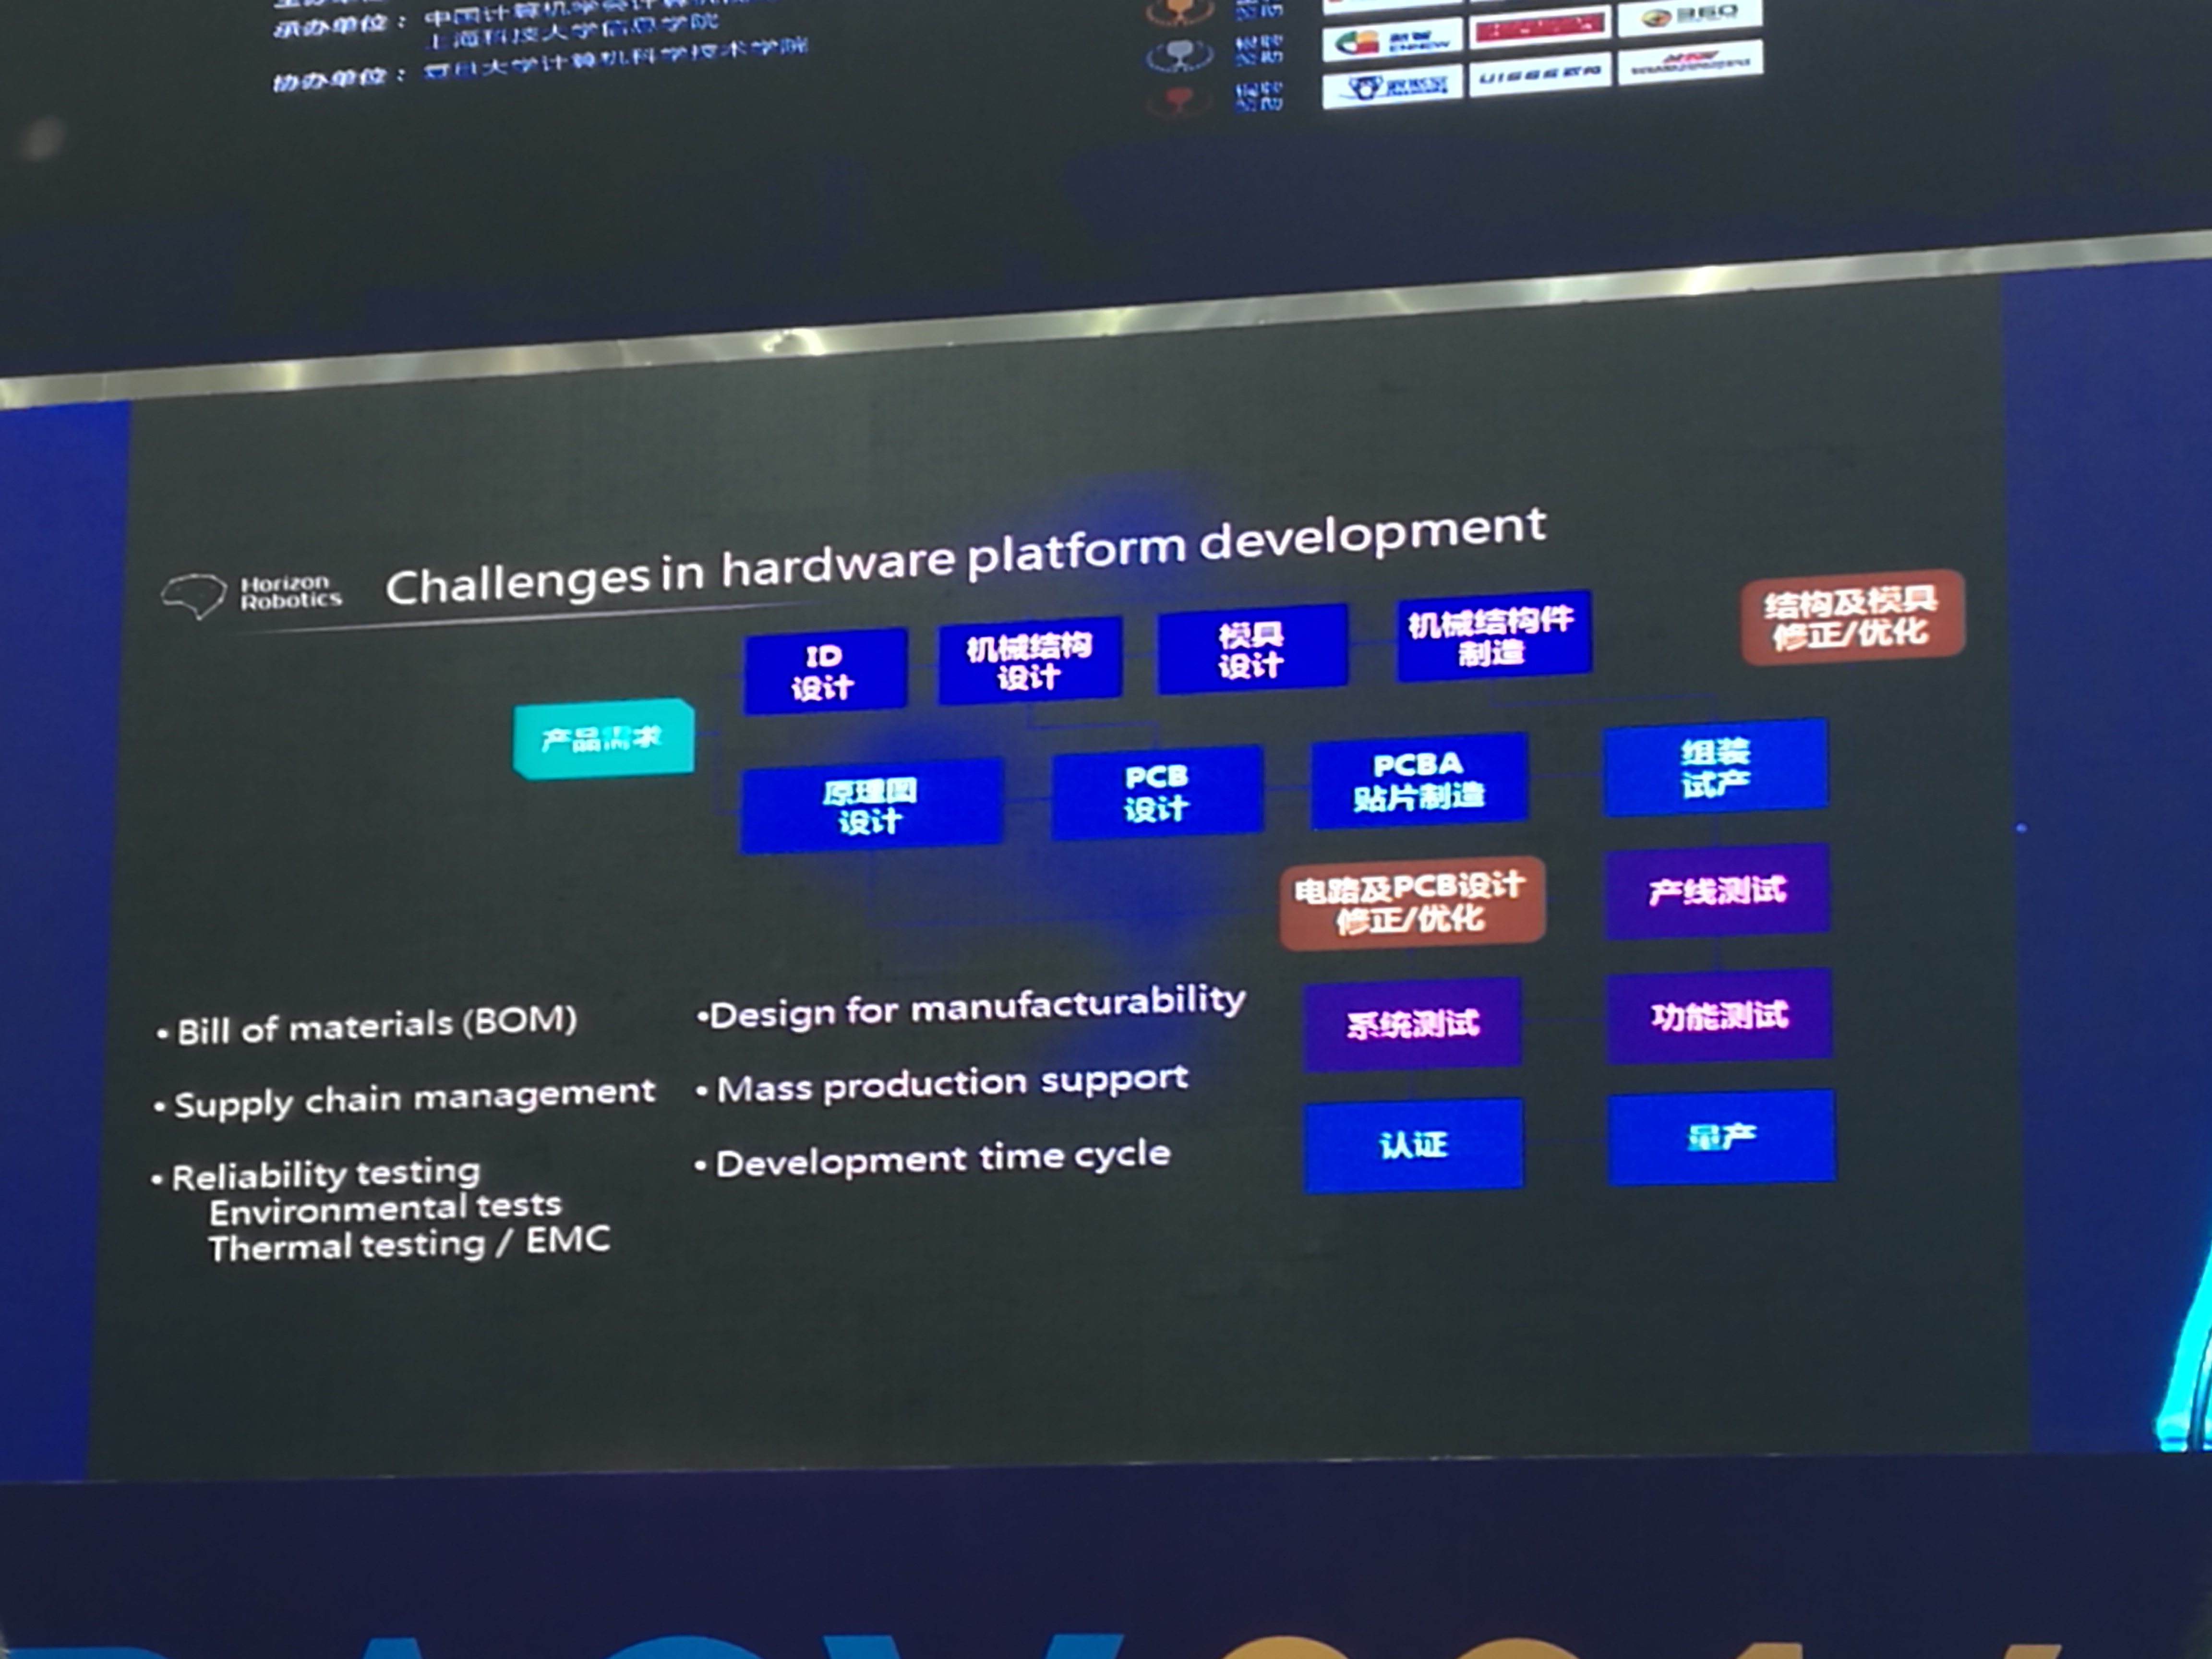 承办单位：中国计算机学会计算机
上海科技大学信息学院
协办单位：复旦大学计算机科学技术学院
360
ENNEW
Horizon
Robotics
Challenges in hardware platform development
ID
设计
机械结构
设计
模具
设计
机械结构件
制造
结构及模具
修正/优化
产品需求
原理图
设计
PCB
设计
PCBA
贴片制造
组装
试产
电路及PCB设计
修正/优化
产线测试
系统测试
功能测试
认证
量产
• Bill of materials (BOM)
• Supply chain management
• Reliability testing
Environmental tests
Thermal testing / EMC
•Design for manufacturability
• Mass production support
• Development time cycle